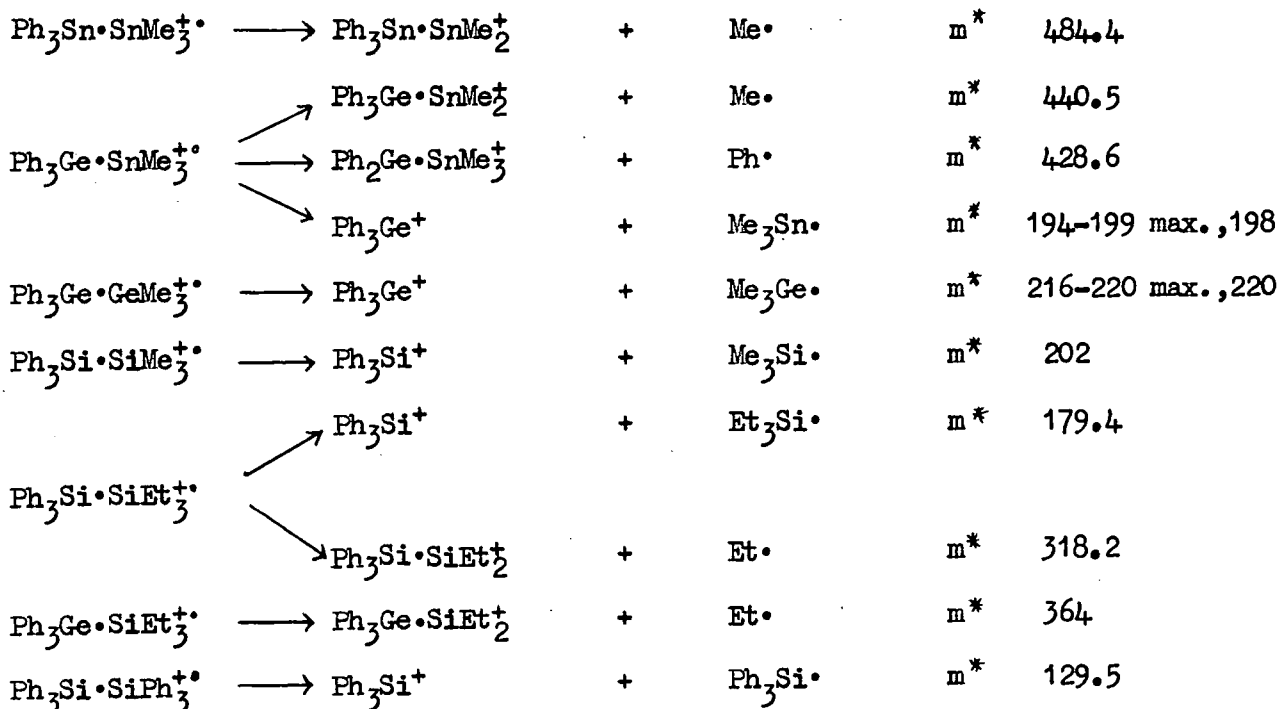 Ph₃Sn•SnMe₃⁺• ⟶ Ph₃Sn•SnMe₂⁺ + Me• m* 484.4
Ph₃Ge•SnMe₂⁺ + Me• m* 440.5
Ph₃Ge•SnMe₃⁺• ⟶ Ph₂Ge•SnMe₃⁺ + Ph• m* 428.6
Ph₃Ge⁺ + Me₃Sn• m* 194-199 max.,198
Ph₃Ge•GeMe₃⁺• ⟶ Ph₃Ge⁺ + Me₃Ge• m* 216-220 max.,220
Ph₃Si•SiMe₃⁺• ⟶ Ph₃Si⁺ + Me₃Si• m* 202
Ph₃Si⁺ + Et₃Si• m* 179.4
Ph₃Si•SiEt₃⁺•
Ph₃Si•SiEt₂⁺ + Et• m* 318.2
Ph₃Ge•SiEt₃⁺• ⟶ Ph₃Ge•SiEt₂⁺ + Et• m* 364
Ph₃Si•SiPh₃⁺• ⟶ Ph₃Si⁺ + Ph₃Si• m* 129.5